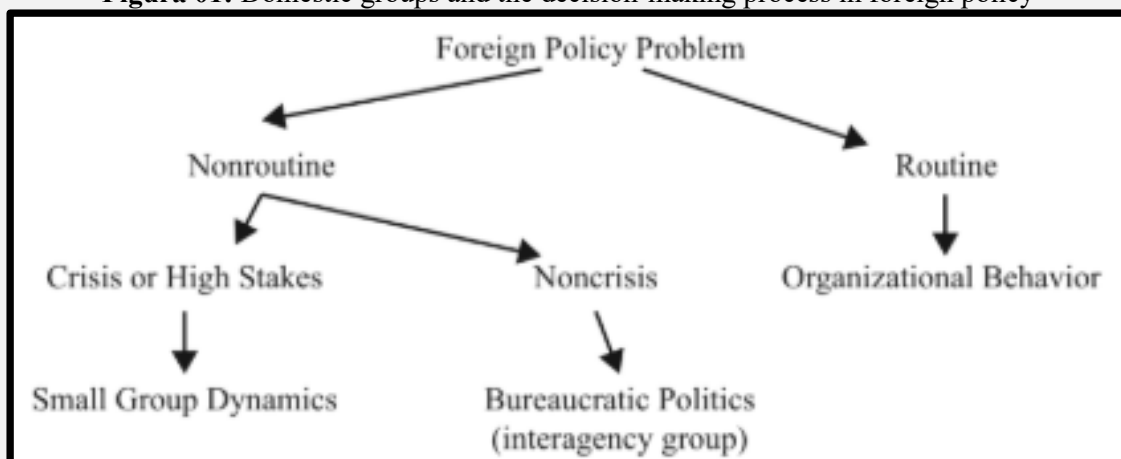 Figura 01: Domestic groups and the decision-making process in foreign policy
Foreign Policy Problem
Nonroutine
Routine
Crisis or High Stakes
Noncrisis
Organizational Behavior
Small Group Dynamics
Bureaucratic Politics
(interagency group)